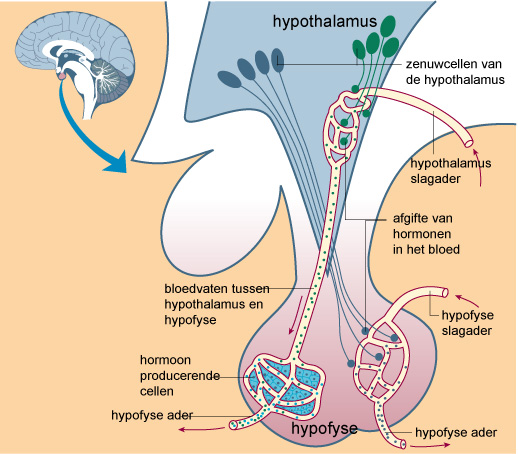 hypothalamus
zenuwcellen van
de hypothalamus
hypothalamus
slagader
afgifte van
hormonen
in het bloed
bloedvaten tussen
hypothalamus en
hypofyse
hypofyse
slagader
hormoon
producerende
cellen
hypofyse ader
hypofyse
hypofyse ader